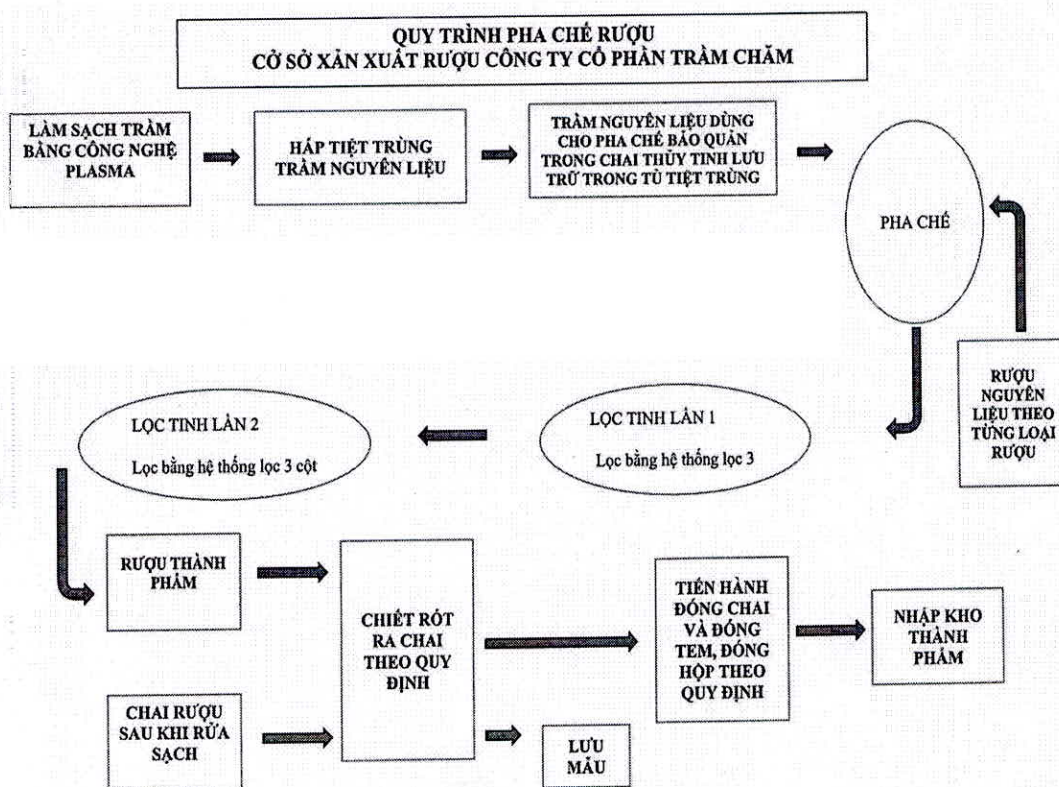 QUY TRÌNH PHA CHẾ RƯỢU
CỞ SỞ XẢN XUẤT RƯỢU CÔNG TY CỔ PHẦN TRẦM CHĂM
LÀM SẠCH TRẦM
BẰNG CÔNG NGHỆ
PLASMA
HẤP TIỆT TRÙNG
TRẦM NGUYÊN LIỆU
TRẦM NGUYÊN LIỆU DÙNG
CHO PHA CHẾ BẢO QUẢN
TRONG CHAI THỦY TINH LƯU
TRỮ TRONG TỦ TIỆT TRÙNG
PHA CHẾ
RƯỢU
NGUYÊN
LIỆU THEO
TỪNG LOẠI
RƯỢU
LỌC TINH LẦN 1
Lọc bằng hệ thống lọc 3
LỌC TINH LẦN 2
Lọc bằng hệ thống lọc 3 cột
RƯỢU THÀNH
PHẨM
CHAI RƯỢU
SAU KHI RỬA
SẠCH
CHIẾT RÓT
RA CHAI
THEO QUY
ĐỊNH
LƯU
MẪU
TIẾN HÀNH
ĐÓNG CHAI
VÀ ĐÓNG
TEM, ĐÓNG
HỘP THEO
QUY ĐỊNH
NHẬP KHO
THÀNH
PHẨM